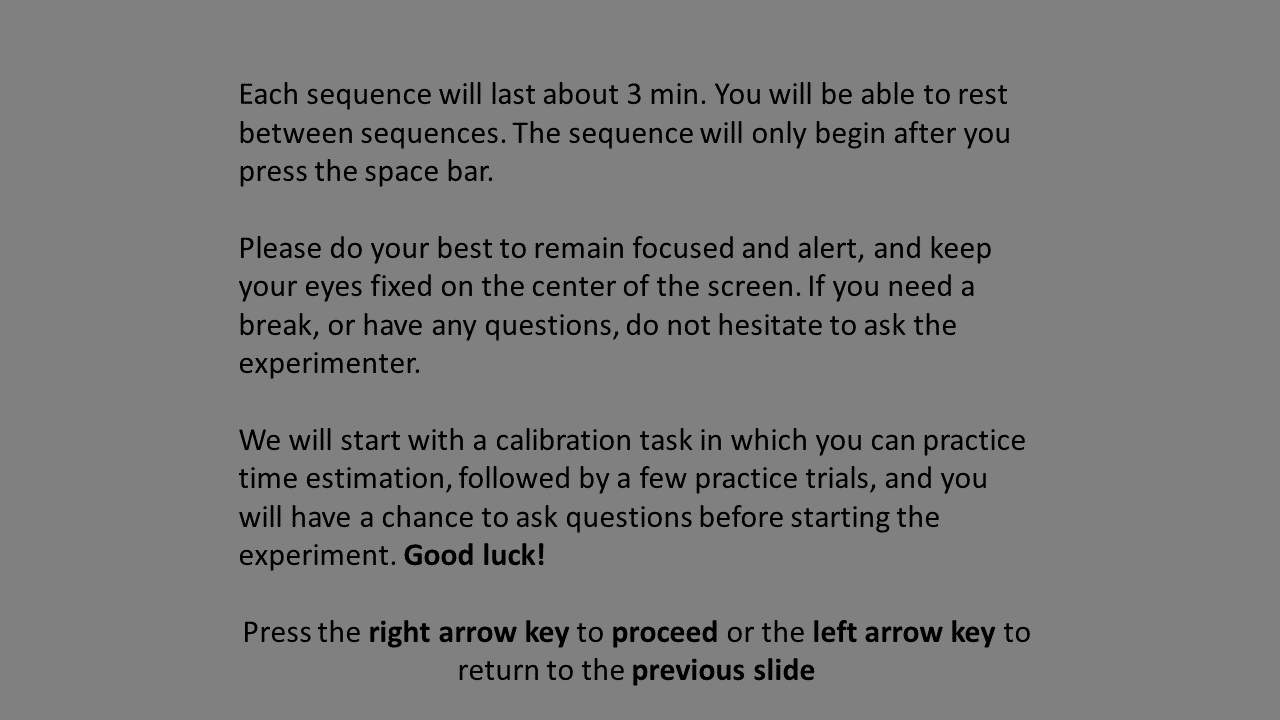 Each sequence will last about 3 min. You will be able to rest
between sequences. The sequence will only begin after you
press the space bar.
Please do your best to remain focused and alert, and keep
your eyes fixed on the center of the screen. If you need a
break, or have any questions, do not hesitate to ask the
experimenter.
We will start with a calibration task in which you can practice
time estimation, followed by a few practice trials, and you
will have a chance to ask questions before starting the
experiment. Good luck!
Press the right arrow key to proceed or the left arrow key to
return to the previous slide